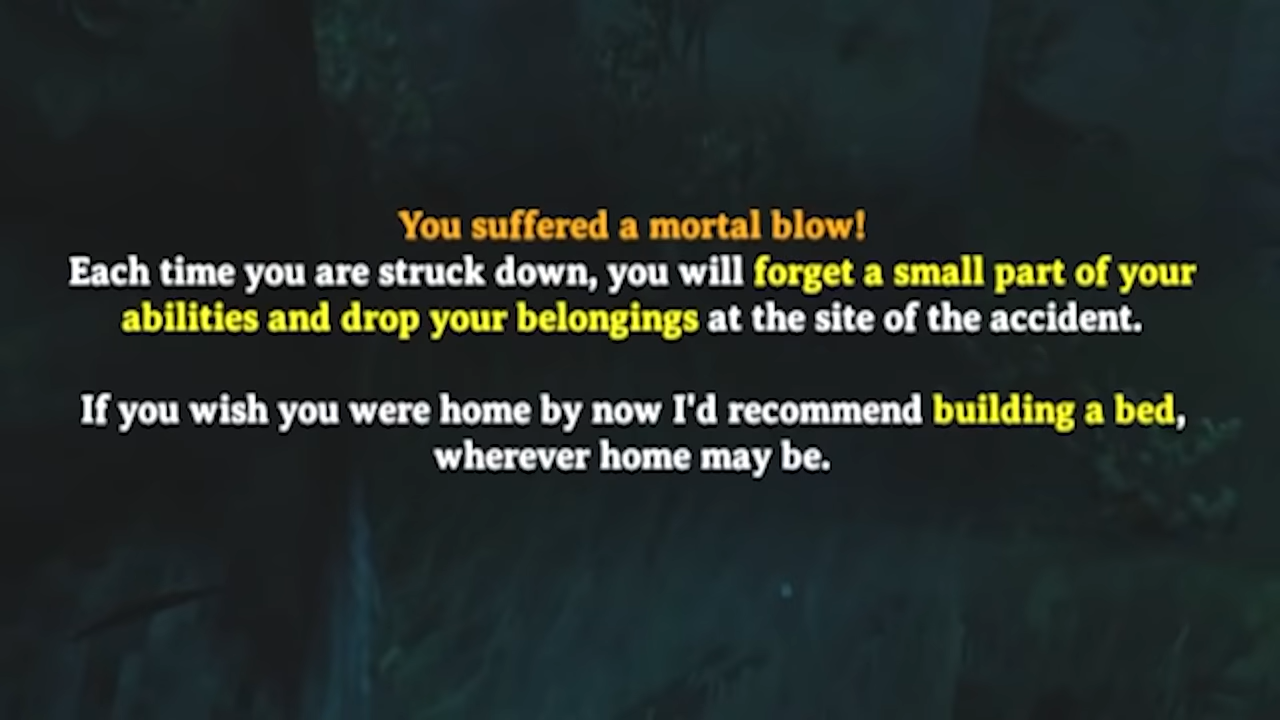 You suffered a mortal blow!
Each time you are struck down, you will forget a small part of your
abilities and drop your belongings at the site of the accident.
If you wish you were home by now I'd recommend building a bed,
wherever home may be.